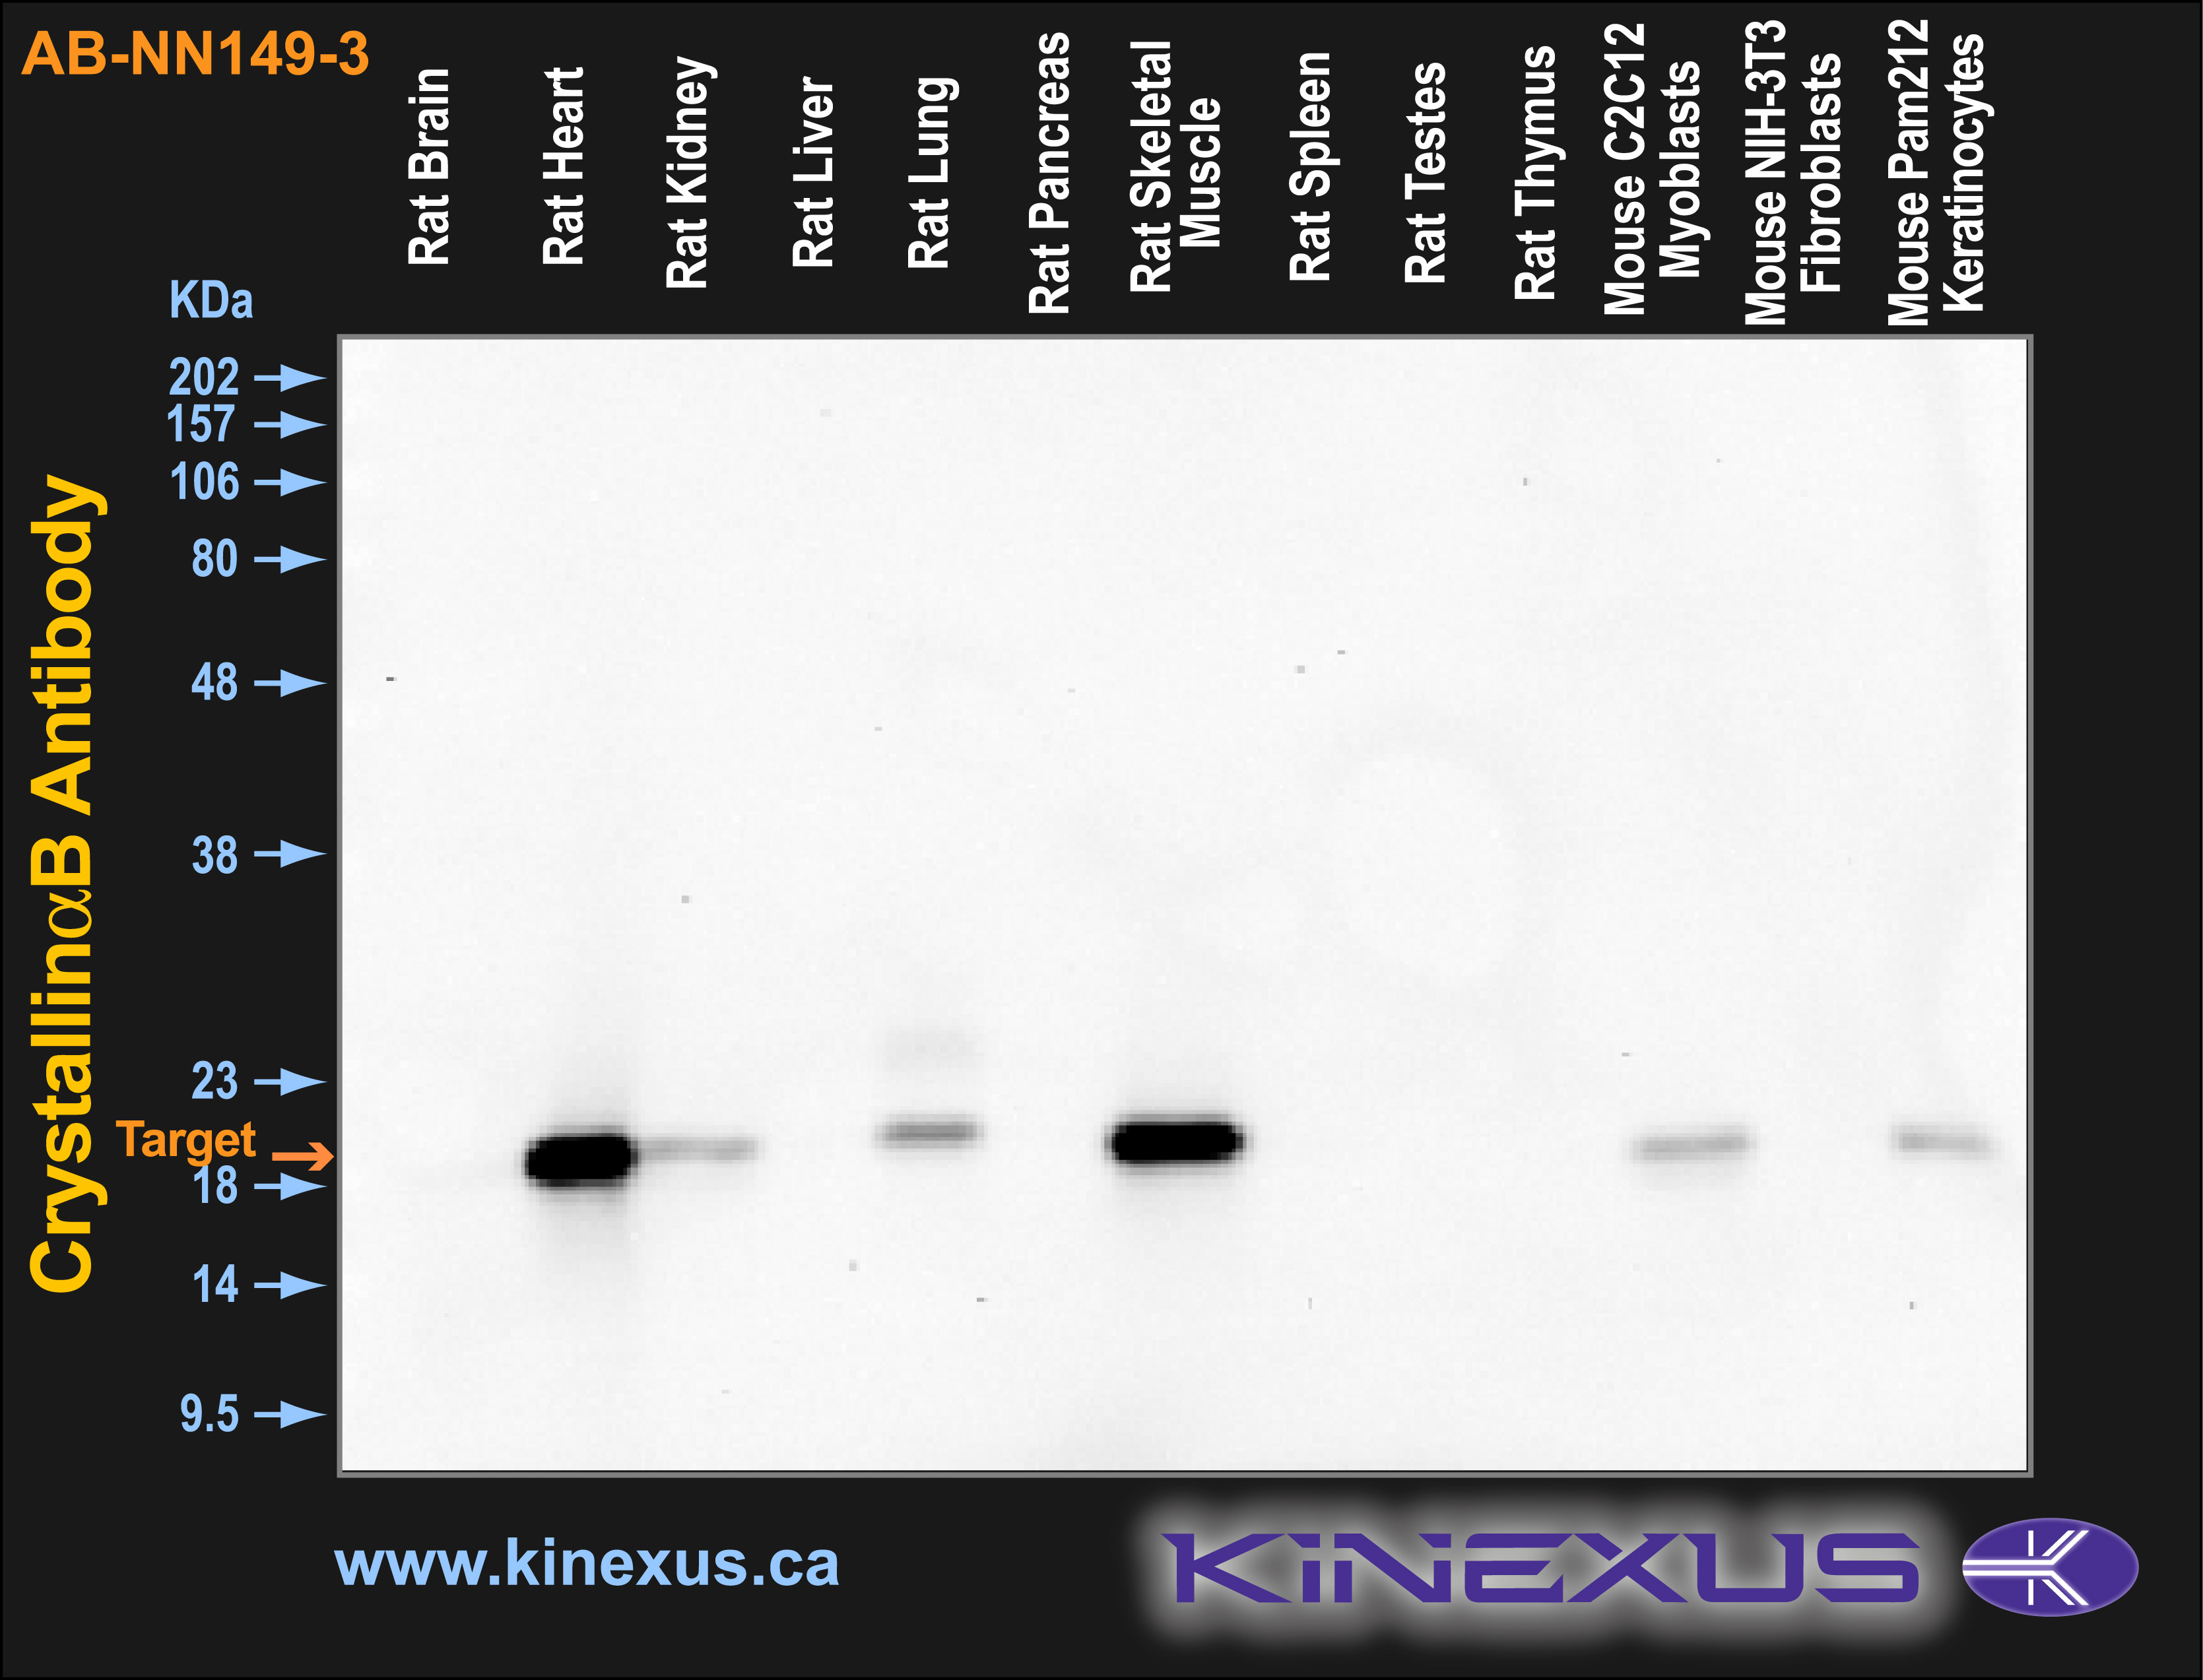 AB-NN149-3
Rat Brain
Rat Heart
Rat Kidney
Rat Liver
Rat Lung
Rat Pancreas
Rat Skeletal
Muscle
Rat Spleen
Rat Testes
Rat Thymus
Mouse C2C12
Myoblasts
Mouse NIH-3T3
Fibroblasts
Mouse Pam212
Keratinocytes
KDa
202
157
106
80
48
38
23
Target
18
14
9.5
CrystallinαB Antibody
www.kinexus.ca
KiNEXUS